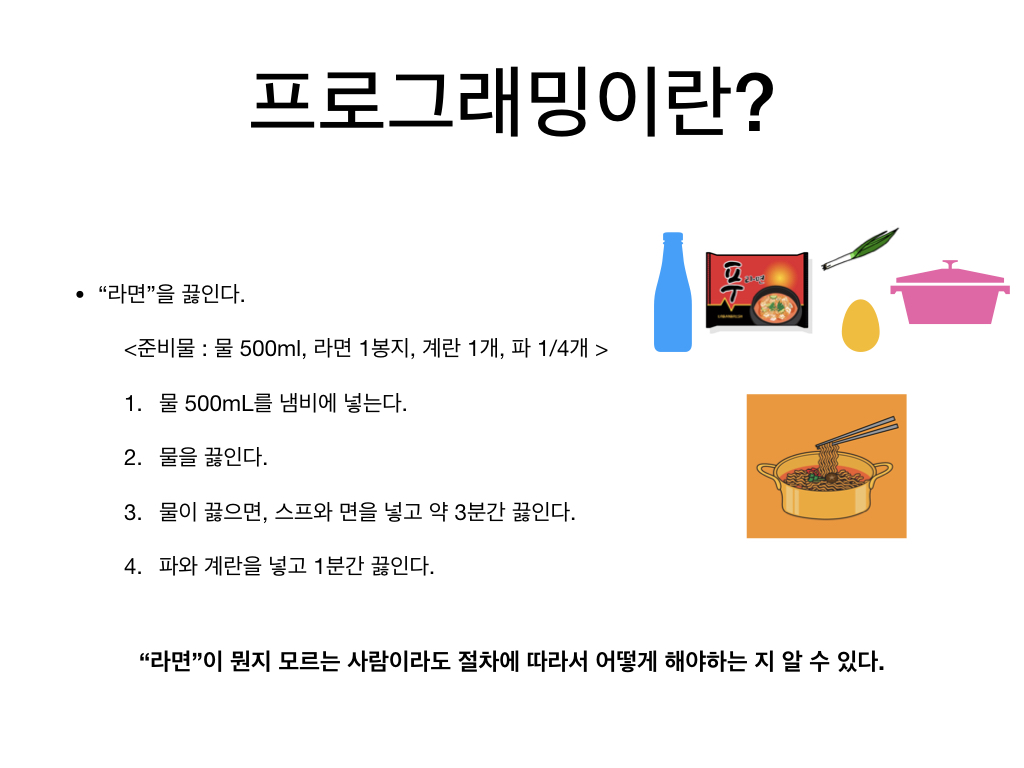 프로그래밍이란?
• “라면”을 끓인다.
<준비물 : 물 500ml, 라면 1봉지, 계란 1개, 파 1/4개 >
1. 물 500mL를 냄비에 넣는다.
2. 물을 끓인다.
3. 물이 끓으면, 스프와 면을 넣고 약 3분간 끓인다.
4. 파와 계란을 넣고 1분간 끓인다.
푸
라면
“라면”이 뭔지 모르는 사람이라도 절차에 따라서 어떻게 해야하는 지 알 수 있다.